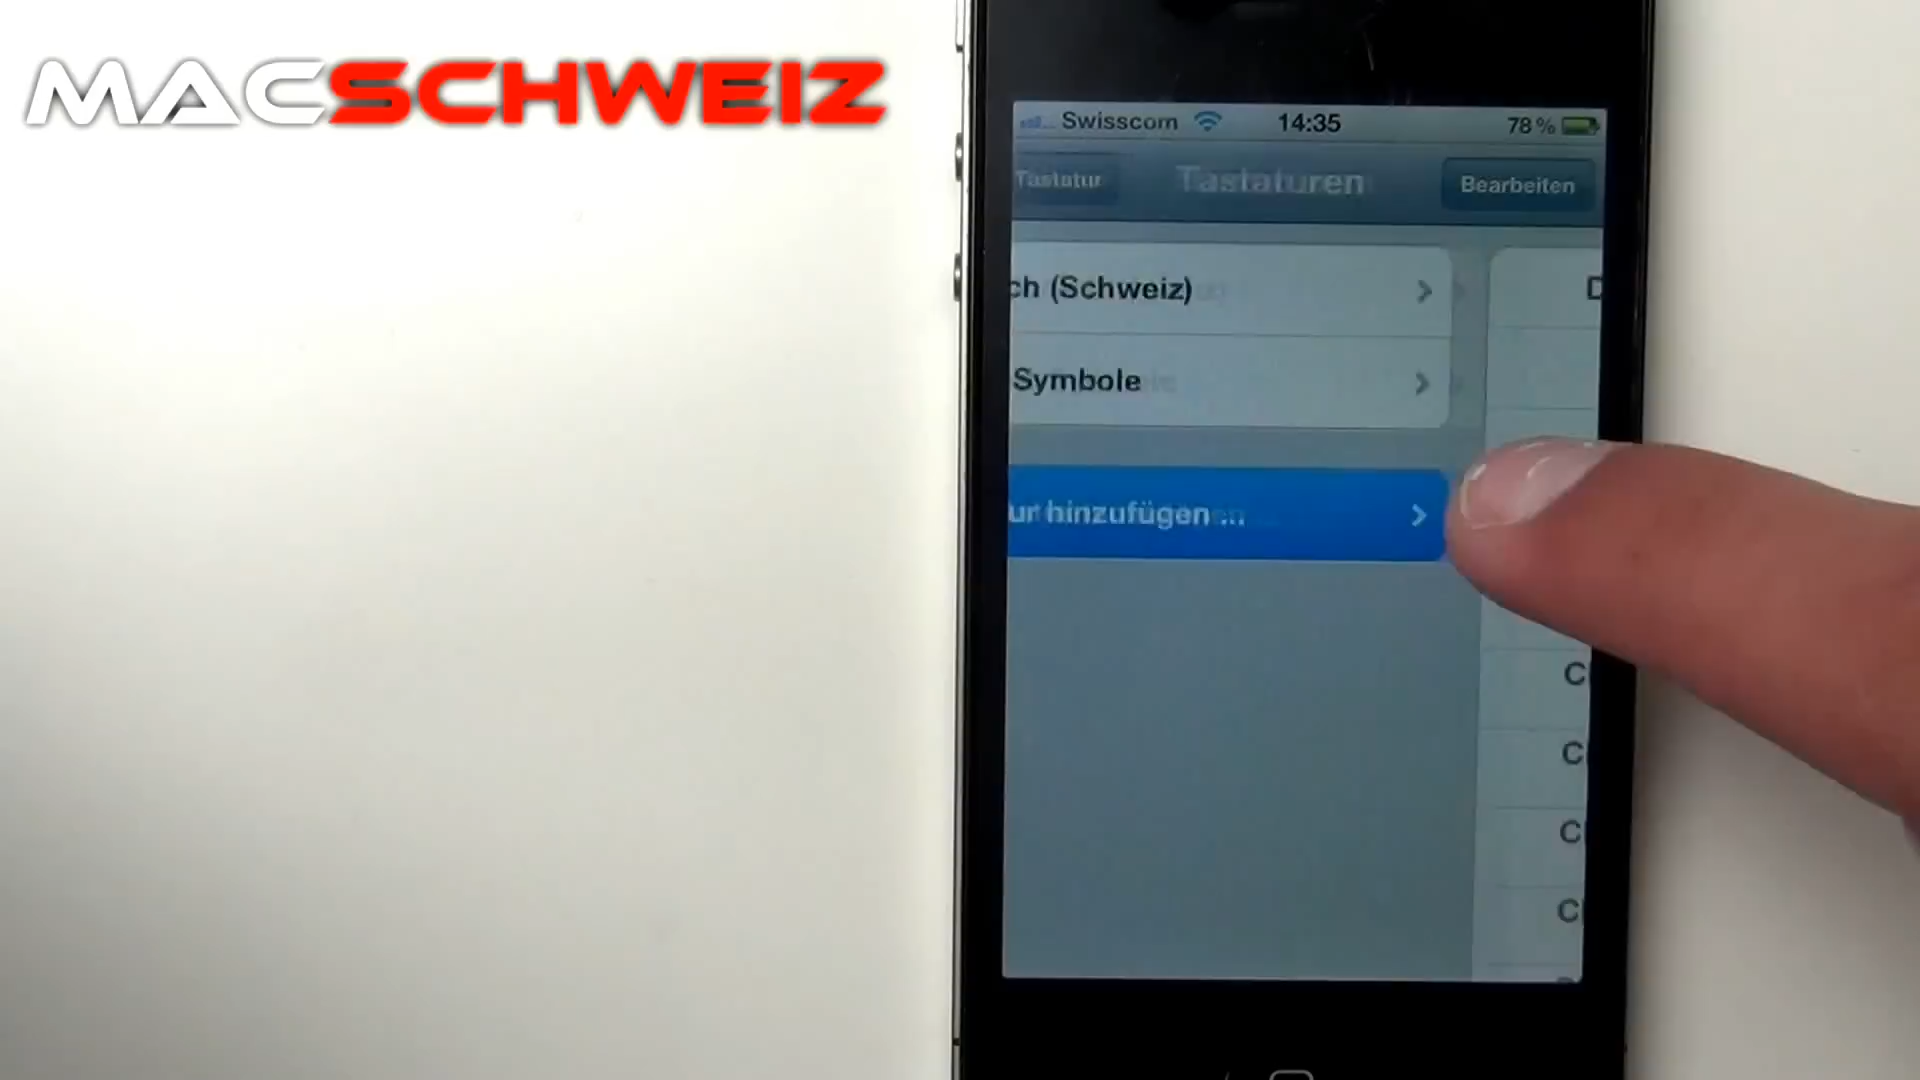 MACSCHWEIZ
Swisscom 14:35 78 %
Tastatur Tastaturen Bearbeiten
ch (Schweiz)
Symbole
ur hinzufügen ...